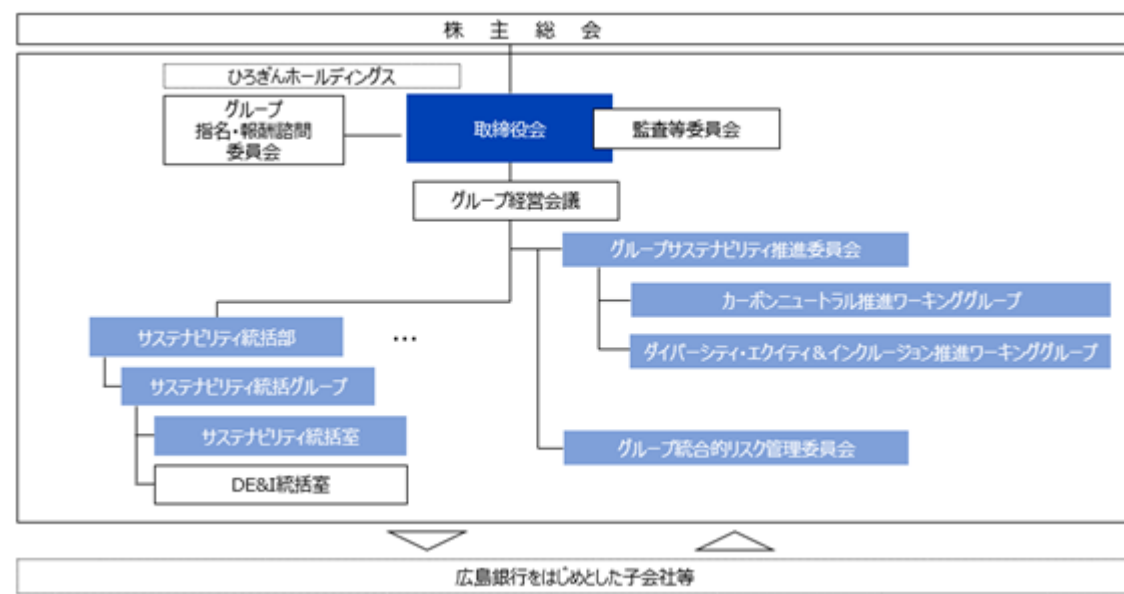 株 主 総 会
ひろぎんホールディングス
グループ
指名・報酬諮問
委員会
取締役会
監査等委員会
グループ経営会議
グループサステナビリティ推進委員会
カーボンニュートラル推進ワーキンググループ
サステナビリティ統括部
…
ダイバーシティ・エクイティ&インクルージョン推進ワーキンググループ
サステナビリティ統括グループ
サステナビリティ統括室
グループ統合的リスク管理委員会
DE&I統括室
広島銀行をはじめとした子会社等